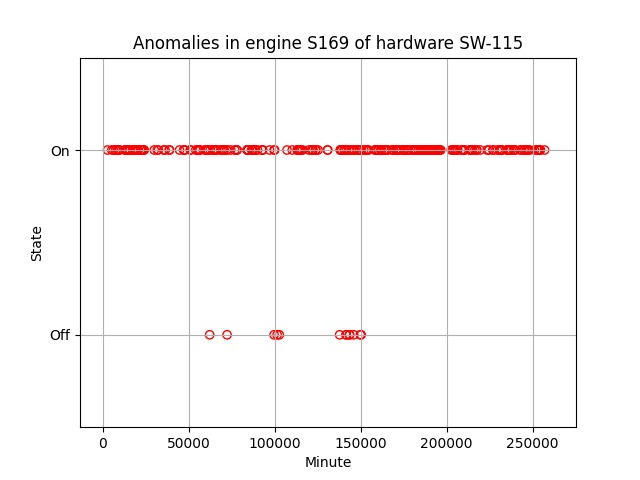 Anomalies in engine S169 of hardware SW-115
On
State
Off
0 50000 100000 150000 200000 250000
Minute